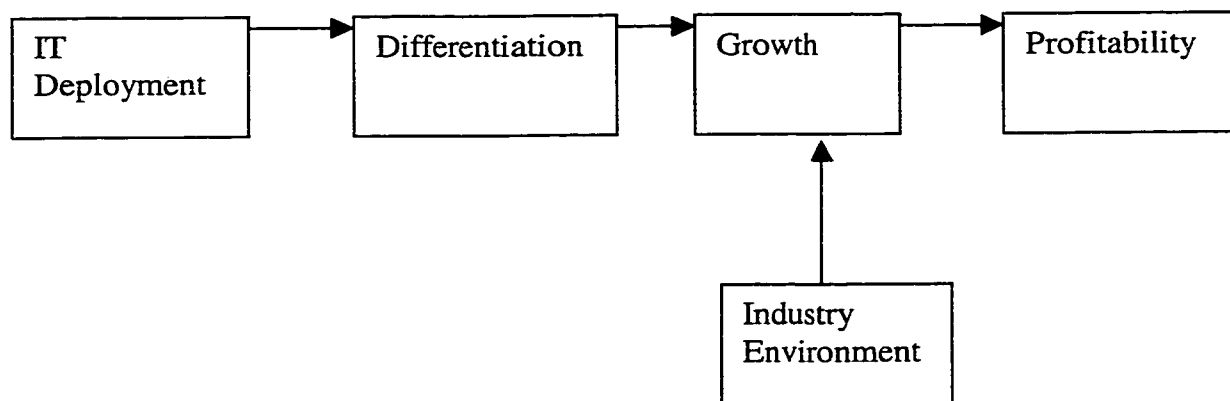 IT
Deployment
Differentiation
Growth
Profitability
Industry
Environment